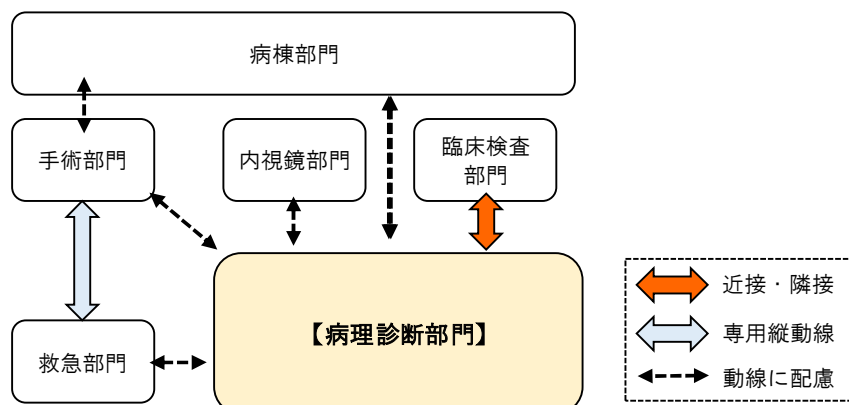 病棟部門
手術部門
内視鏡部門
臨床検査
部門
【病理診断部門】
救急部門
近接・隣接
専用縦動線
動線に配慮